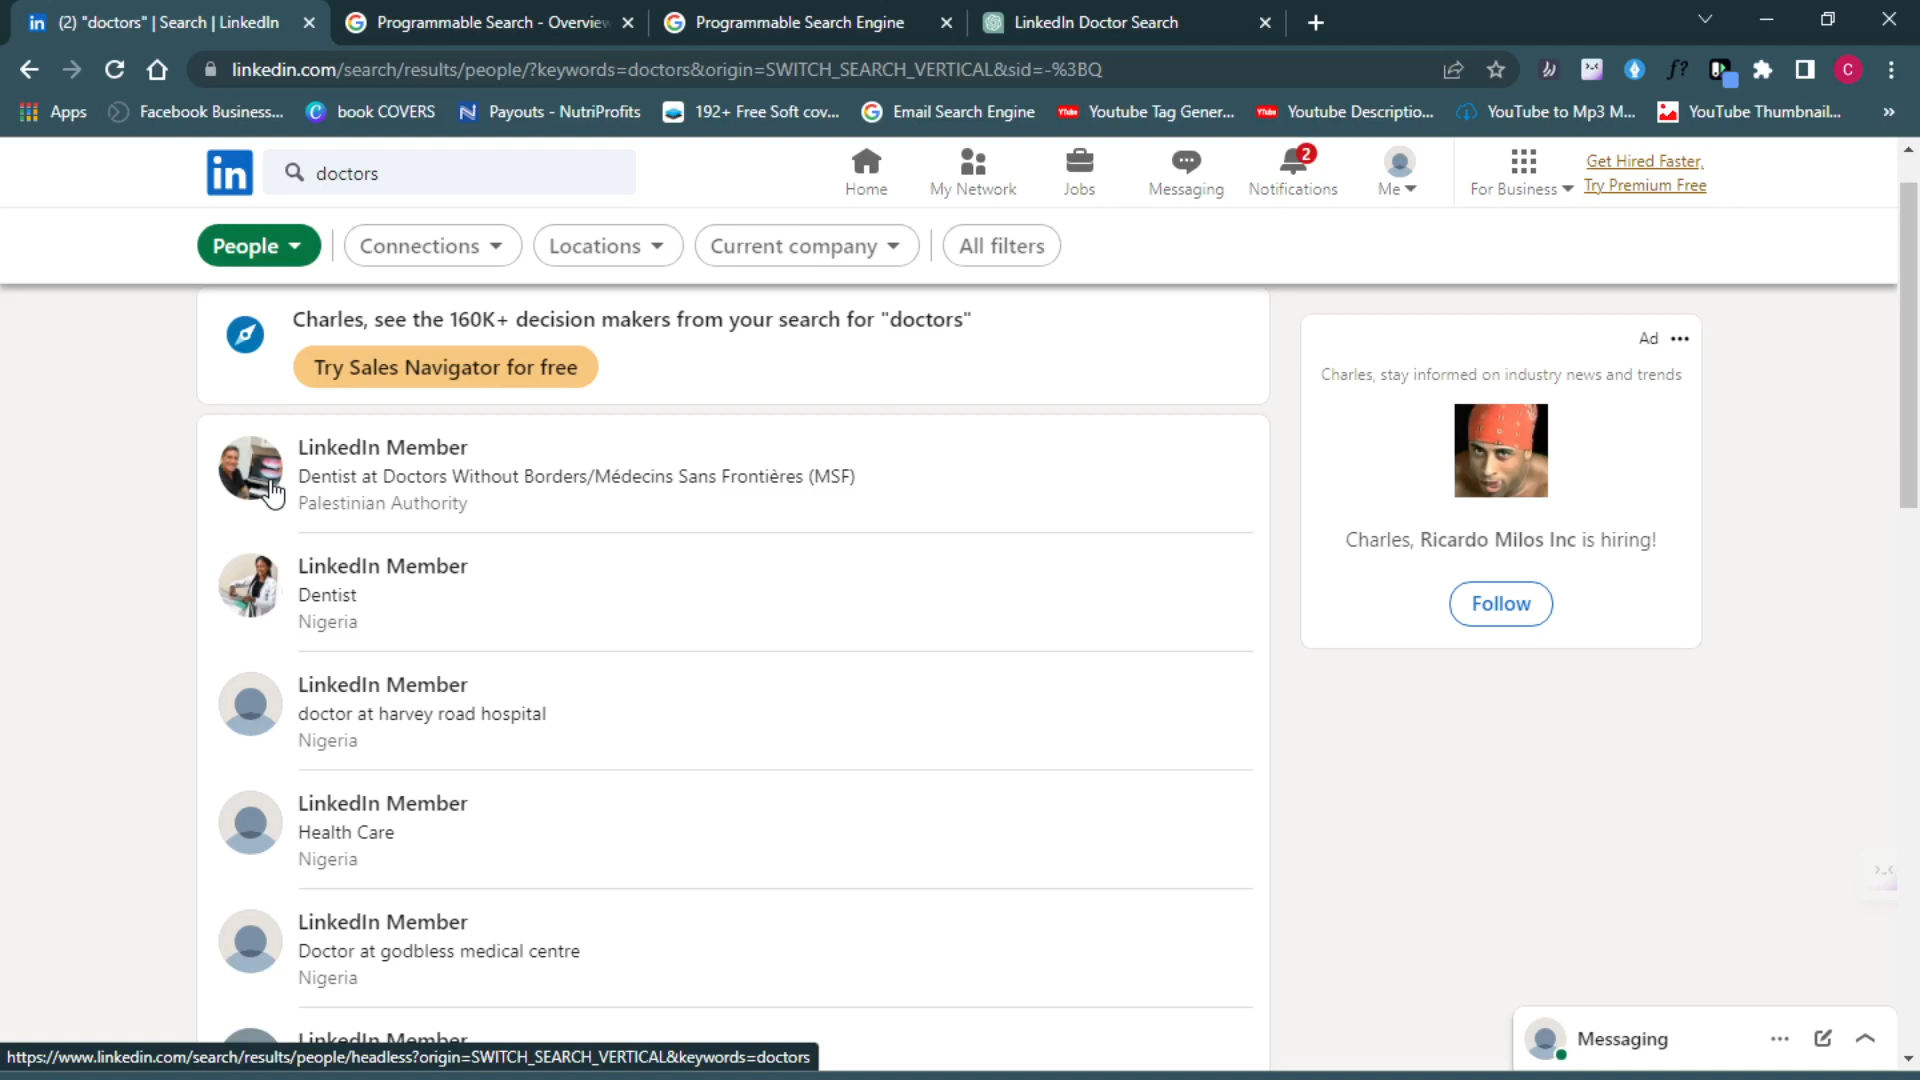 (2) "doctors" | Search | LinkedIn
Programmable Search - Overview
Programmable Search Engine
LinkedIn Doctor Search
linkedin.com/search/results/people/?keywords=doctors&origin=SWITCH_SEARCH_VERTICAL&sid=-%3BQ
C
Apps
Facebook Business...
book COVERS
Payouts - NutriProfits
192+ Free Soft cov...
Email Search Engine
Youtube Tag Gener...
Youtube Descriptio...
YouTube to Mp3 M...
YouTube Thumbnail...
»
in
doctors
Home
My Network
Jobs
Messaging
2
Notifications
Me
For Business
Get Hired Faster,
Try Premium Free
People
Connections
Locations
Current company
All filters
Charles, see the 160K+ decision makers from your search for "doctors"
Try Sales Navigator for free
LinkedIn Member
Dentist at Doctors Without Borders/Médecins Sans Frontières (MSF)
Palestinian Authority
LinkedIn Member
Dentist
Nigeria
LinkedIn Member
doctor at harvey road hospital
Nigeria
LinkedIn Member
Health Care
Nigeria
LinkedIn Member
Doctor at godbless medical centre
Nigeria
LinkedIn Member
Ad
Charles, stay informed on industry news and trends
Charles, Ricardo Milos Inc is hiring!
Follow
Messaging
https://www.linkedin.com/search/results/people/headless?origin=SWITCH_SEARCH_VERTICAL&keywords=doctors